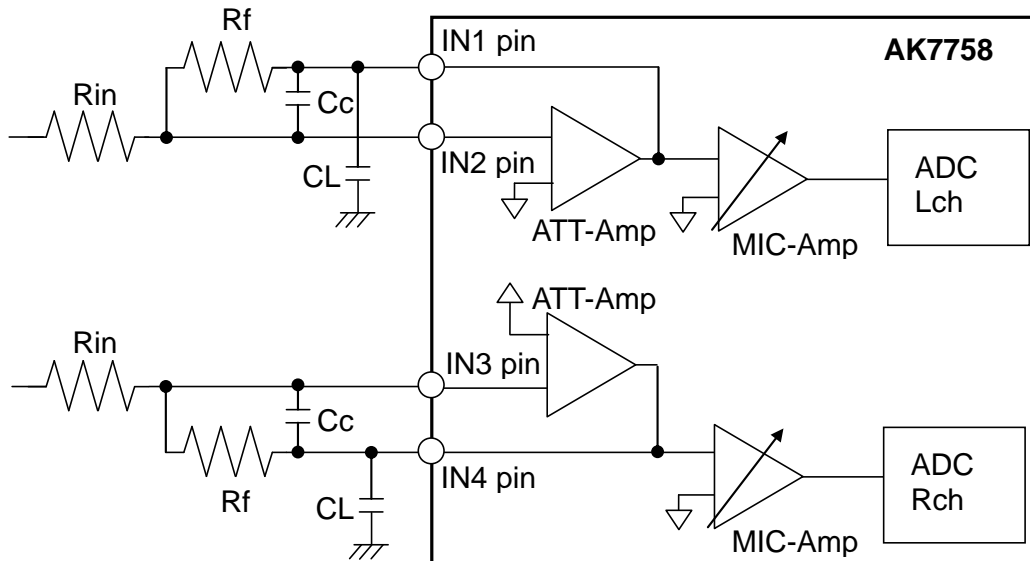 Rf
IN1 pin
AK7758
Rin
Cc
IN2 pin
CL
ADC
Lch
ATT-Amp
MIC-Amp
ATT-Amp
Rin
IN3 pin
Cc
Rf
IN4 pin
CL
ADC
Rch
MIC-Amp